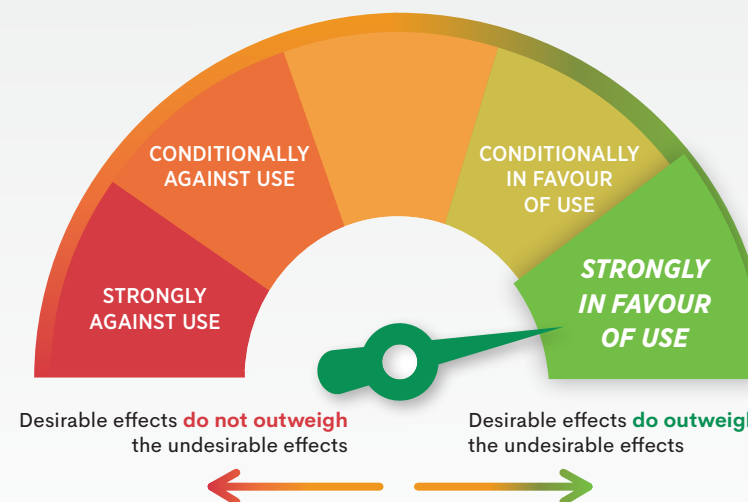 CONDITIONALLY
AGAINST USE
CONDITIONALLY
IN FAVOUR
OF USE
STRONGLY
AGAINST USE
STRONGLY
IN FAVOUR
OF USE
Desirable effects do not outweigh
the undesirable effects
Desirable effects do outweigh
the undesirable effects